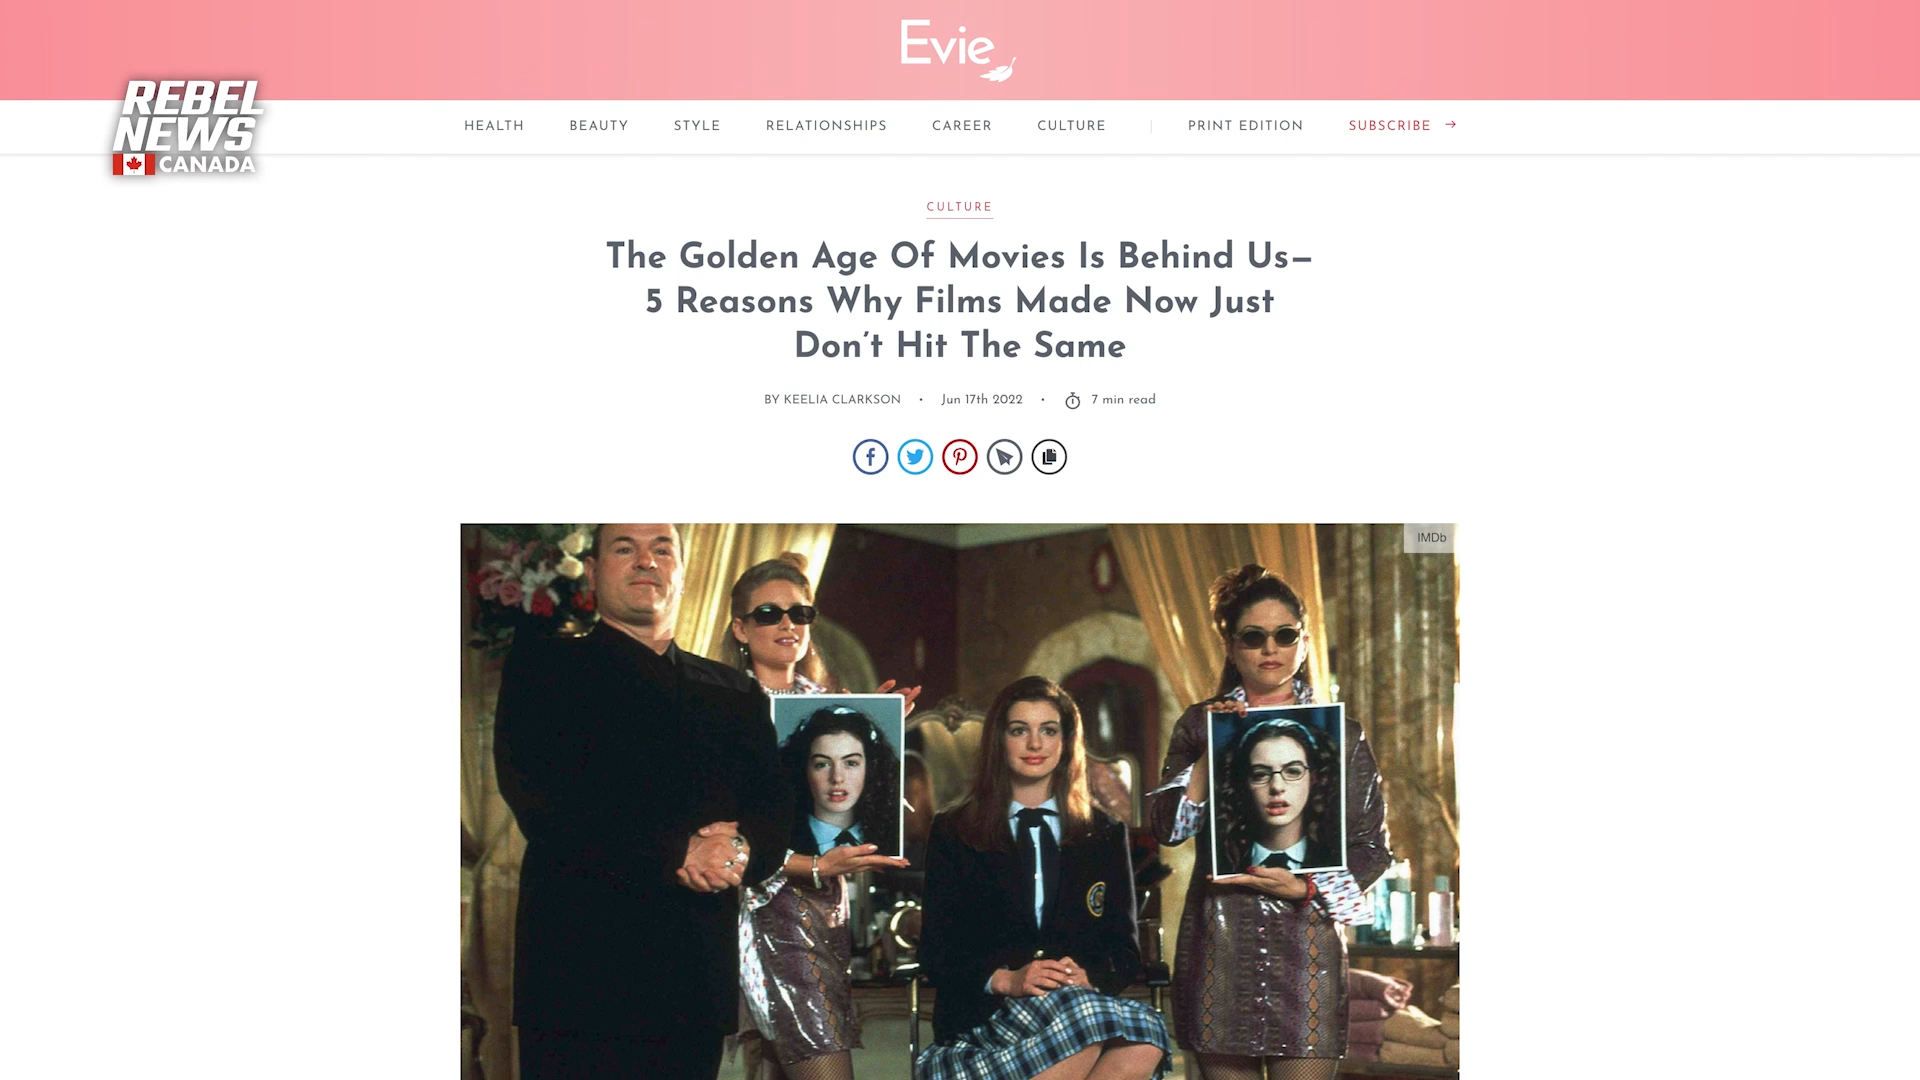 Evie
REBEL
NEWS
CANADA
HEALTH
BEAUTY
STYLE
RELATIONSHIPS
CAREER
CULTURE
PRINT EDITION
SUBSCRIBE →
CULTURE
The Golden Age Of Movies Is Behind Us—
5 Reasons Why Films Made Now Just
Don't Hit The Same
BY KEELIA CLARKSON • Jun 17th 2022 • 7 min read
IMDb